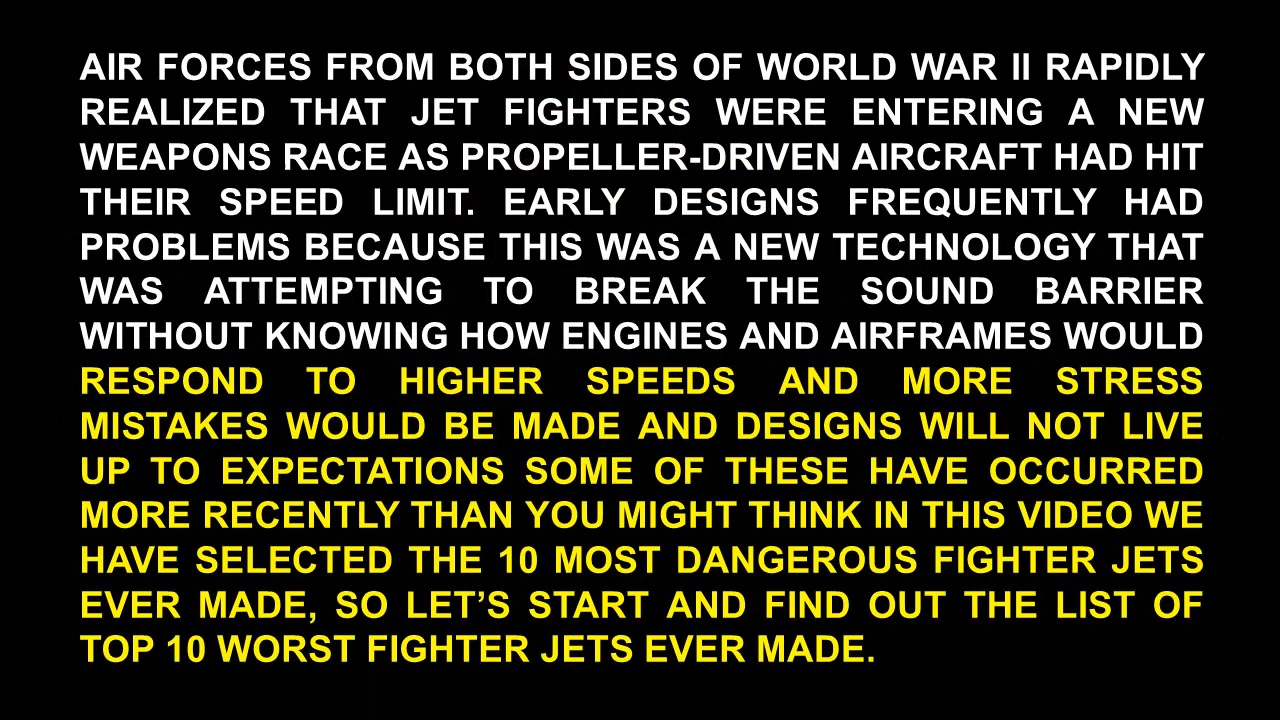 AIR FORCES FROM BOTH SIDES OF WORLD WAR II RAPIDLY
REALIZED THAT JET FIGHTERS WERE ENTERING A NEW
WEAPONS RACE AS PROPELLER-DRIVEN AIRCRAFT HAD HIT
THEIR SPEED LIMIT. EARLY DESIGNS FREQUENTLY HAD
PROBLEMS BECAUSE THIS WAS A NEW TECHNOLOGY THAT
WAS ATTEMPTING TO BREAK THE SOUND BARRIER
WITHOUT KNOWING HOW ENGINES AND AIRFRAMES WOULD
RESPOND TO HIGHER SPEEDS AND MORE STRESS
MISTAKES WOULD BE MADE AND DESIGNS WILL NOT LIVE
UP TO EXPECTATIONS SOME OF THESE HAVE OCCURRED
MORE RECENTLY THAN YOU MIGHT THINK IN THIS VIDEO WE
HAVE SELECTED THE 10 MOST DANGEROUS FIGHTER JETS
EVER MADE, SO LET’S START AND FIND OUT THE LIST OF
TOP 10 WORST FIGHTER JETS EVER MADE.